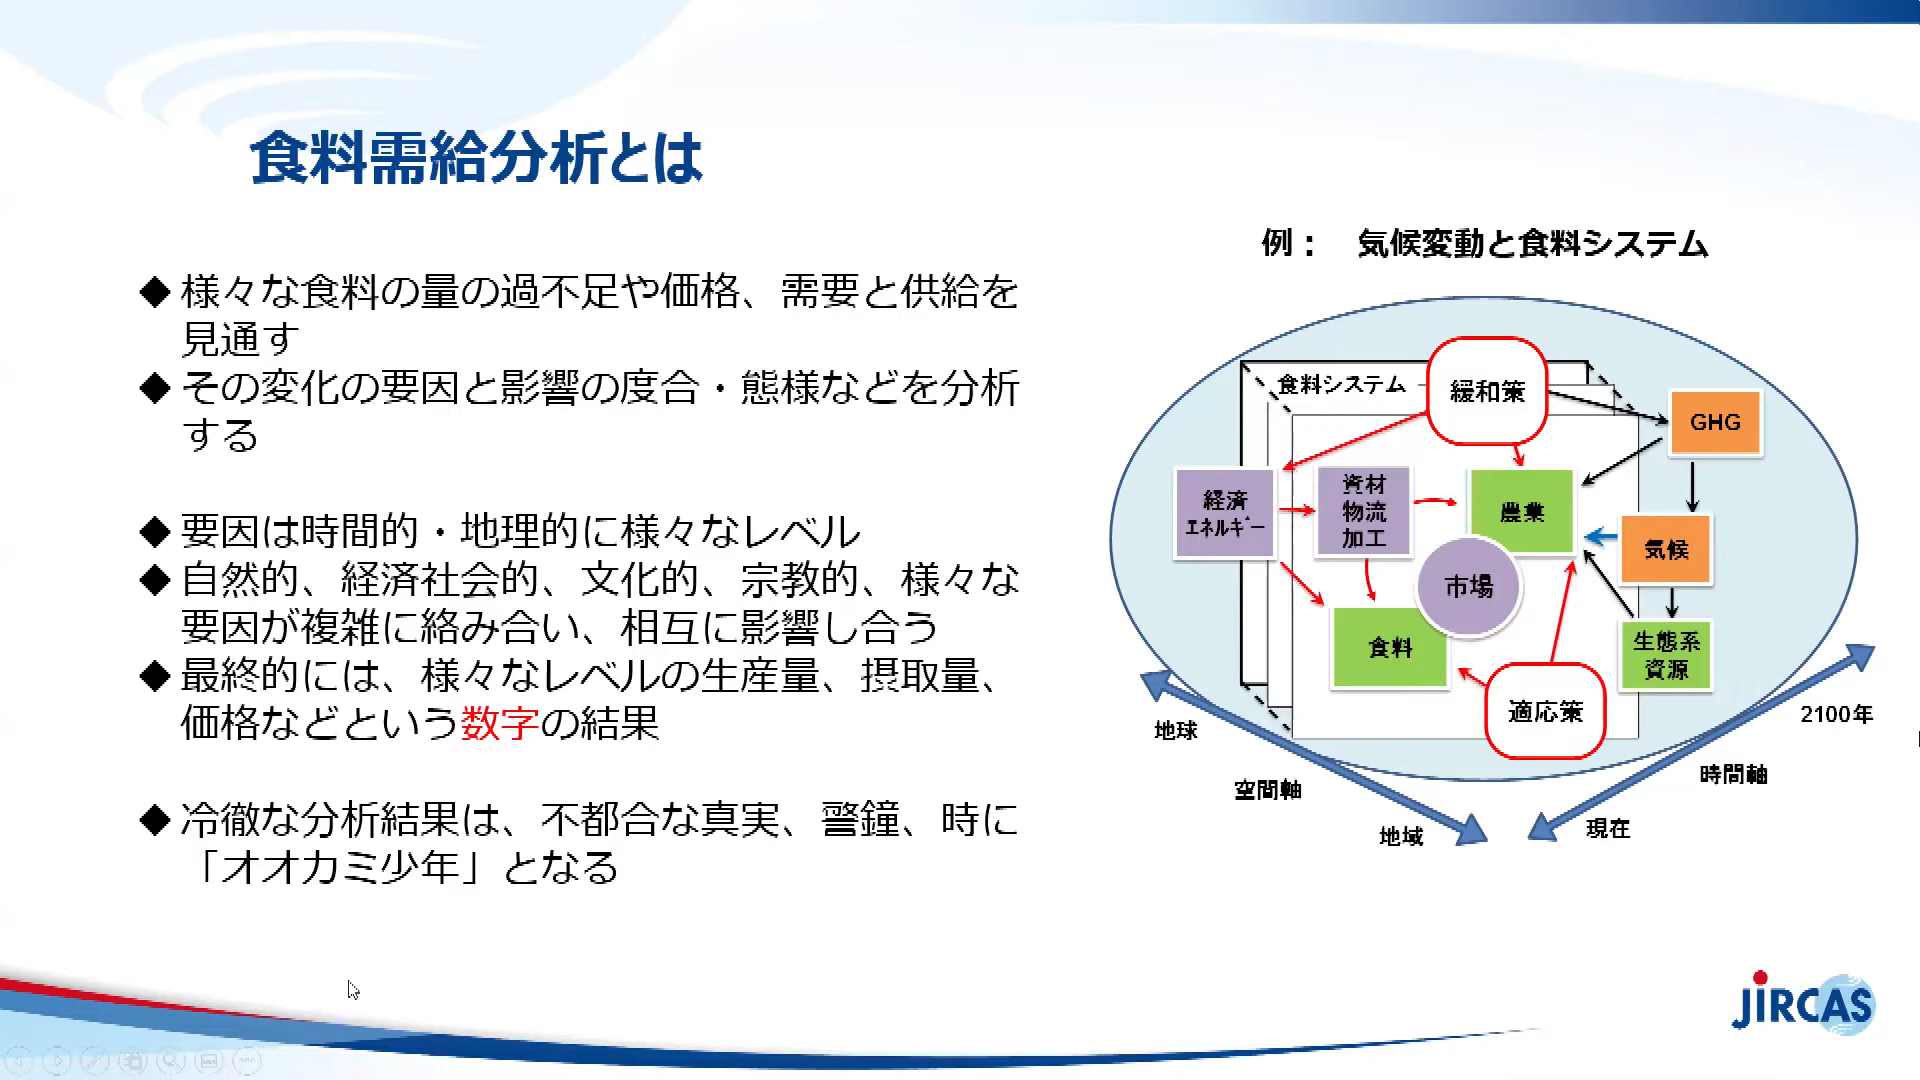 食料需給分析とは
◆ 様々な食料の量の過不足や価格、需要と供給を
見通す
◆ その変化の要因と影響の度合・態様などを分析
する
◆ 要因は時間的・地理的に様々なレベル
◆ 自然的、経済社会的、文化的、宗教的、様々な
要因が複雑に絡み合い、相互に影響し合う
◆ 最終的には、様々なレベルの生産量、摂取量、
価格などという数字の結果
◆ 冷徹な分析結果は、不都合な真実、警鐘、時に
「オオカミ少年」となる
例： 気候変動と食料システム
食料システム
緩和策
GHG
経済
ｴﾈﾙｷﾞｰ
資材
物流
加工
農業
気候
市場
食料
生態系
資源
適応策
地球
空間軸
地域
現在
時間軸
2100年
JIRCAS